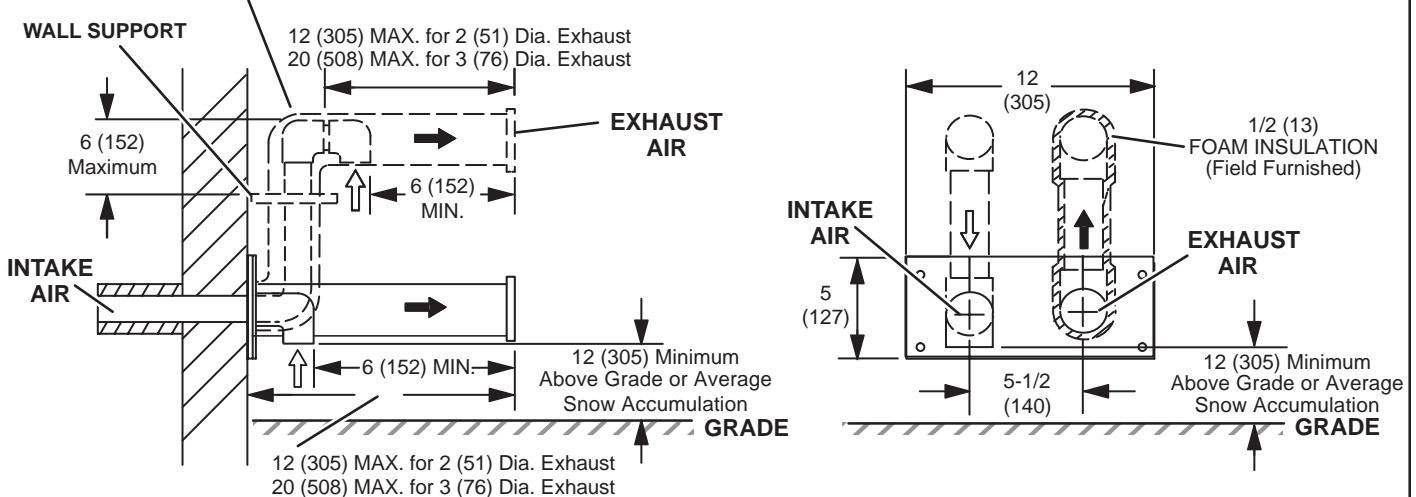 WALL SUPPORT
12 (305) MAX. for 2 (51) Dia. Exhaust
20 (508) MAX. for 3 (76) Dia. Exhaust
6 (152)
Maximum
EXHAUST
AIR
6 (152)
MIN.
INTAKE
AIR
6 (152) MIN.
12 (305) Minimum
Above Grade or Average
Snow Accumulation
GRADE
12 (305) MAX. for 2 (51) Dia. Exhaust
20 (508) MAX. for 3 (76) Dia. Exhaust
12
(305)
1/2 (13)
FOAM INSULATION
(Field Furnished)
INTAKE
AIR
EXHAUST
AIR
5
(127)
5-1/2
(140)
12 (305) Minimum
Above Grade or Average
Snow Accumulation
GRADE